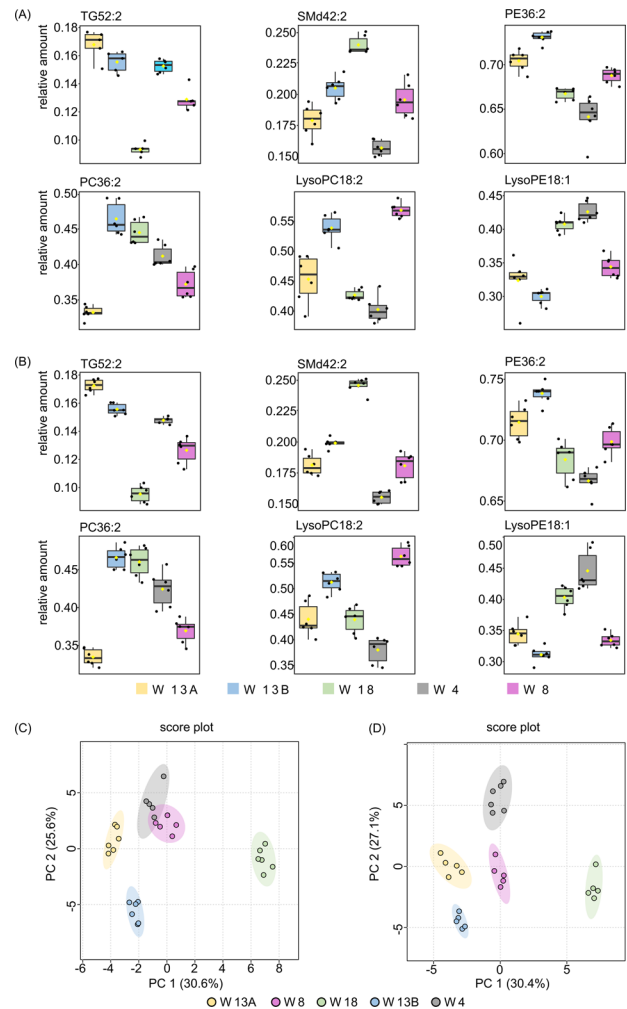 (A)
TG52:2
SMd42:2
PE36:2
relative amount
0.18
0.16
0.14
0.12
0.10
0.250
0.225
0.200
0.175
0.150
0.70
0.65
0.60
PC36:2
LysoPC18:2
LysoPE18:1
relative amount
0.50
0.45
0.40
0.35
0.55
0.50
0.45
0.40
0.45
0.40
0.35
0.30
(B)
TG52:2
SMd42:2
PE36:2
relative amount
0.18
0.16
0.14
0.12
0.10
0.250
0.200
0.175
0.150
0.75
0.70
0.65
PC36:2
LysoPC18:2
LysoPE18:1
relative amount
0.45
0.40
0.35
0.60
0.55
0.50
0.45
0.40
0.35
0.50
0.45
0.40
0.35
0.30
W 13A W 13B W 18 W 4 W 8
(C)
score plot
PC 2 (25.6%)
5
0
-5
-6 -4 -2 0 2 4 6 8
PC 1 (30.6%)
(D)
score plot
PC 2 (27.1%)
5
0
-5
-5 0 5
PC 1 (30.4%)
W 13A W 8 W 18 W 13B W 4